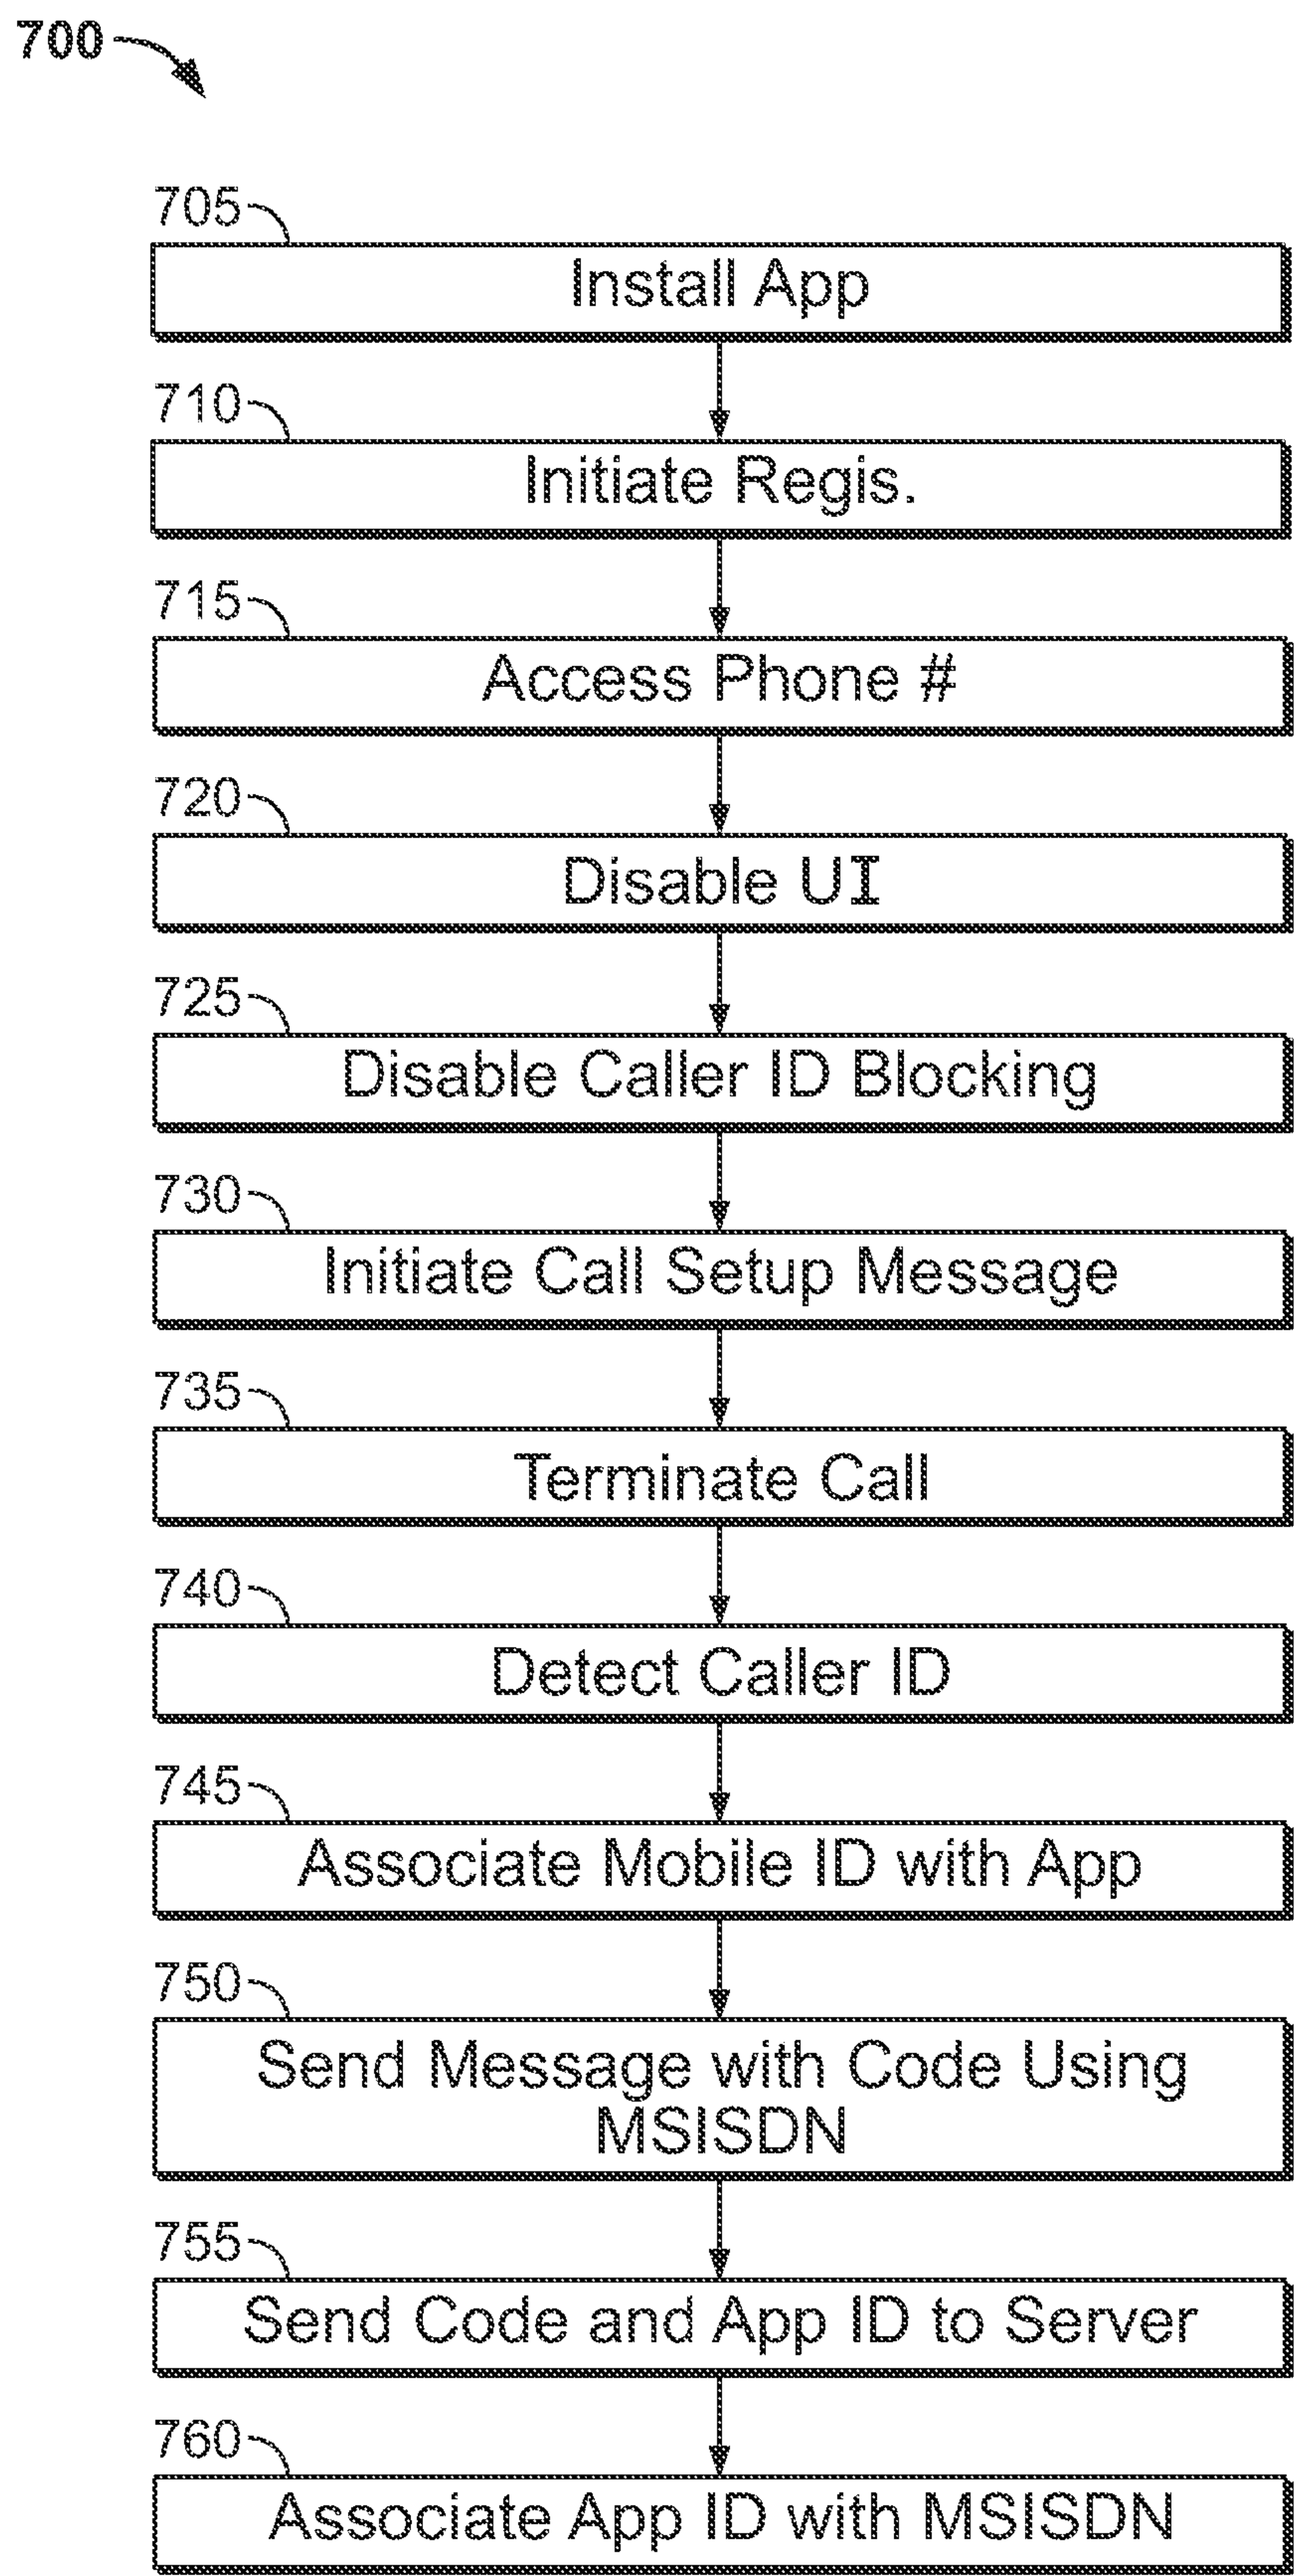 700
705
Install App
710
Initiate Regis.
715
Access Phone #
720
Disable UI
725
Disable Caller ID Blocking
730
Initiate Call Setup Message
735
Terminate Call
740
Detect Caller ID
745
Associate Mobile ID with App
750
Send Message with Code Using
MSISDN
755
Send Code and App ID to Server
760
Associate App ID with MSISDN